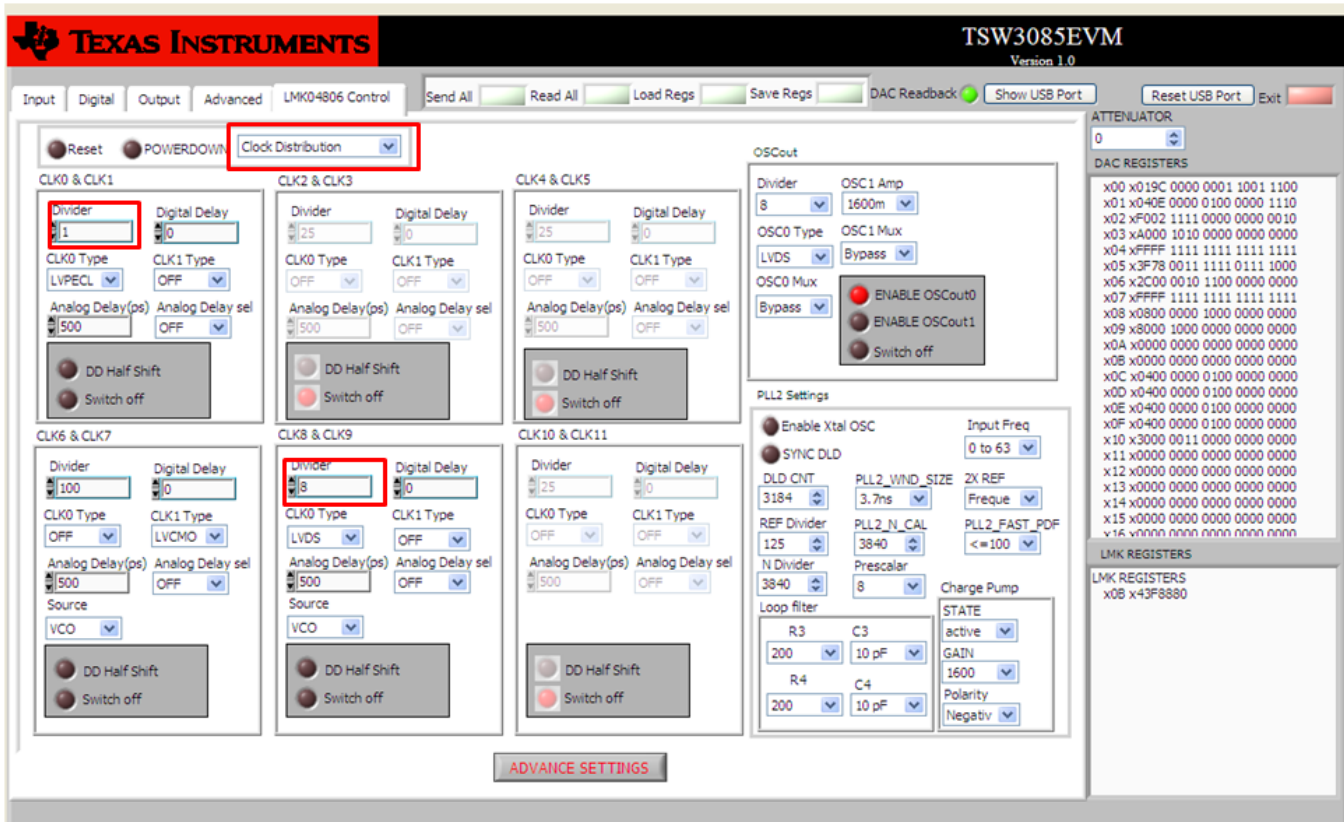 TEXAS INSTRUMENTS
TSW3085EVM
Version 1.0
Input Digital Output Advanced LMK04806 Control
Send All Read All Load Regs Save Regs DAC Readback Show USB Port Reset USB Port Exit
Reset POWERDOWN Clock Distribution
CLK0 & CLK1
Divider Digital Delay
1 0
CLK0 Type CLK1 Type
LVPECL OFF
Analog Delay(ps) Analog Delay sel
500 OFF
DD Half Shift
Switch off
CLK2 & CLK3
Divider Digital Delay
25 0
CLK0 Type CLK1 Type
OFF OFF
Analog Delay(ps) Analog Delay sel
500 OFF
DD Half Shift
Switch off
CLK4 & CLK5
Divider Digital Delay
25 0
CLK0 Type CLK1 Type
OFF OFF
Analog Delay(ps) Analog Delay sel
500 OFF
DD Half Shift
Switch off
CLK6 & CLK7
Divider Digital Delay
100 0
CLK0 Type CLK1 Type
OFF LVCMO
Analog Delay(ps) Analog Delay sel
500 OFF
Source
VCO
DD Half Shift
Switch off
CLK8 & CLK9
Divider Digital Delay
8 0
CLK0 Type CLK1 Type
LVDS OFF
Analog Delay(ps) Analog Delay sel
500 OFF
Source
VCO
DD Half Shift
Switch off
CLK10 & CLK11
Divider Digital Delay
25 0
CLK0 Type CLK1 Type
OFF OFF
Analog Delay(ps) Analog Delay sel
500 OFF
DD Half Shift
Switch off
OSCout
Divider OSC1 Amp
8 1600m
OSC0 Type OSC1 Mux
LVDS Bypass
OSC0 Mux
Bypass
ENABLE OSCout0
ENABLE OSCout1
Switch off
PLL2 Settings
Enable Xtal OSC Input Freq
SYNC DLD 0 to 63
DLD CNT PLL2_WND_SIZE 2X REF
3184 3.7ns Freque
REF Divider PLL2_N_CAL PLL2_FAST_PDF
125 3840 <=100
N Divider Prescalar
3840 8
Loop filter
R3 C3
200 10 pF
R4 C4
200 10 pF
Charge Pump
STATE
active
GAIN
1600
Polarity
Negativ
ADVANCE SETTINGS
ATTENUATOR
0
DAC REGISTERS
x00 x019C 0000 0001 1001 1100
x01 x040E 0000 0100 0000 1110
x02 xF002 1111 0000 0000 0010
x03 xA000 1010 0000 0000 0000
x04 xFFFF 1111 1111 1111 1111
x05 x3F78 0011 1111 0111 1000
x06 x2C00 0010 1100 0000 0000
x07 xFFFF 1111 1111 1111 1111
x08 x0800 0000 1000 0000 0000
x09 x8000 1000 0000 0000 0000
x0A x0000 0000 0000 0000 0000
x0B x0000 0000 0000 0000 0000
x0C x0400 0000 0100 0000 0000
x0D x0400 0000 0100 0000 0000
x0E x0400 0000 0100 0000 0000
x0F x0400 0000 0100 0000 0000
x10 x3000 0011 0000 0000 0000
x11 x0000 0000 0000 0000 0000
x12 x0000 0000 0000 0000 0000
x13 x0000 0000 0000 0000 0000
x14 x0000 0000 0000 0000 0000
x15 x0000 0000 0000 0000 0000
x16 x0000 0000 0000 0000 0000
LMK REGISTERS
LMK REGISTERS
x0B x43F8880